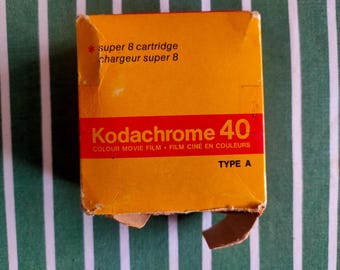 * super 8 cartridge
chargeur super 8
Kodachrome 40
COLOUR MOVIE FILM • FILM CINE EN COULEURS
TYPE A